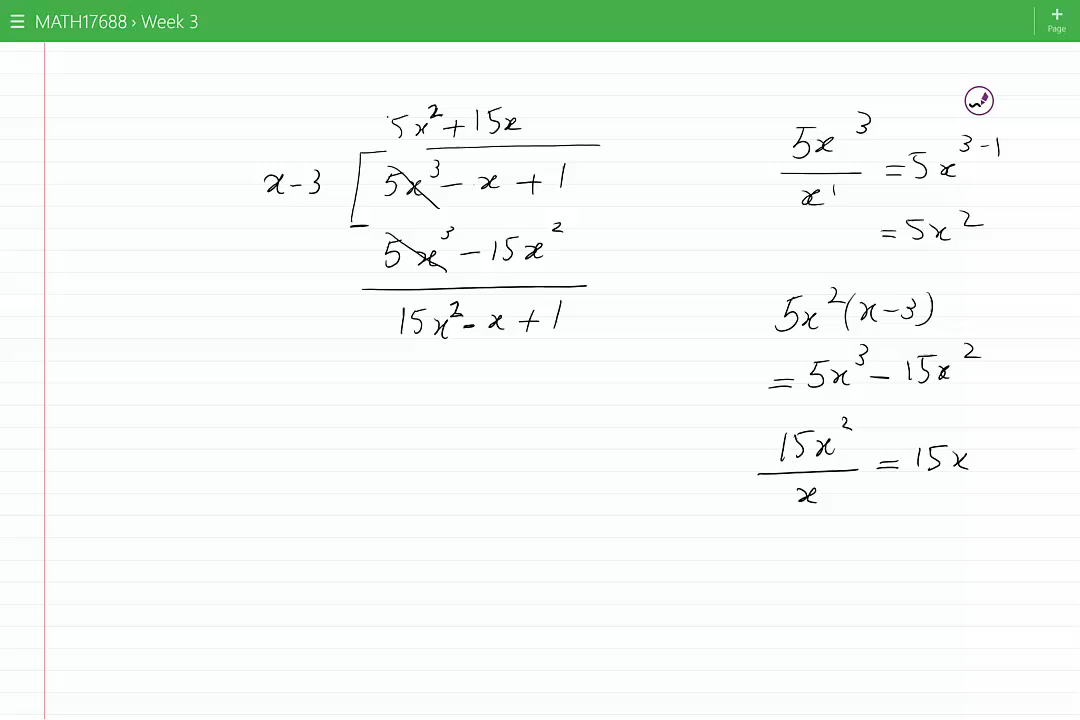 MATH17688 › Week 3
+
Page
5x² + 15x
x - 3
5x³ - x + 1
5x³ - 15x²
15x² - x + 1
5x³/x¹ = 5x³⁻¹
= 5x²
5x²(x - 3)
= 5x³ - 15x²
15x²/x = 15x